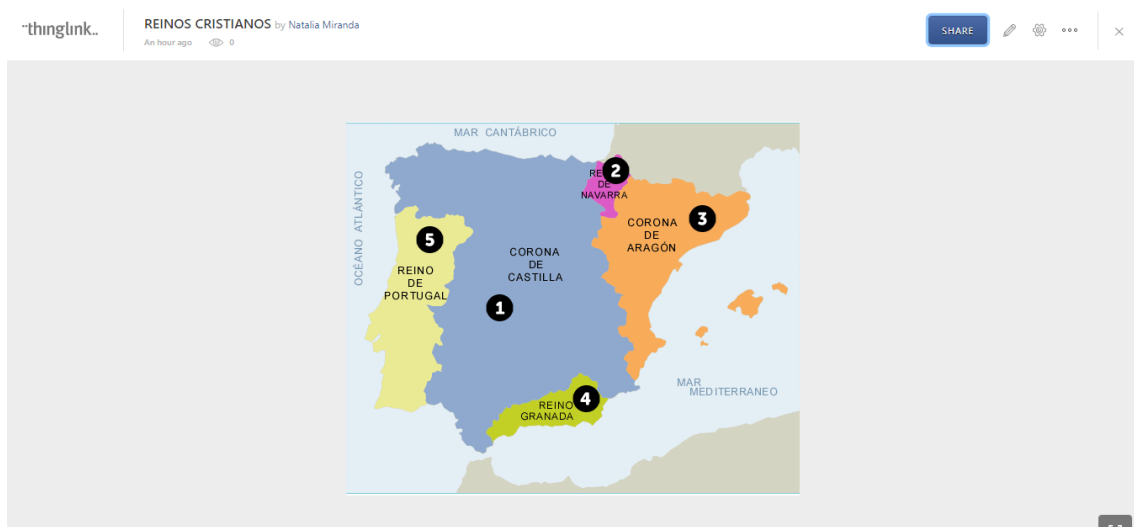 ¨thinglink..
REINOS CRISTIANOS by Natalia Miranda
An hour ago 0
SHARE
MAR CANTÁBRICO
OCÉANO ATLÁNTICO
2
DE
NAVARRA
3
CORONA
DE
ARAGÓN
5
REINO
DE
PORTUGAL
CORONA
DE
CASTILLA
1
4
REINO
GRANADA
MAR
MEDITERRANEO